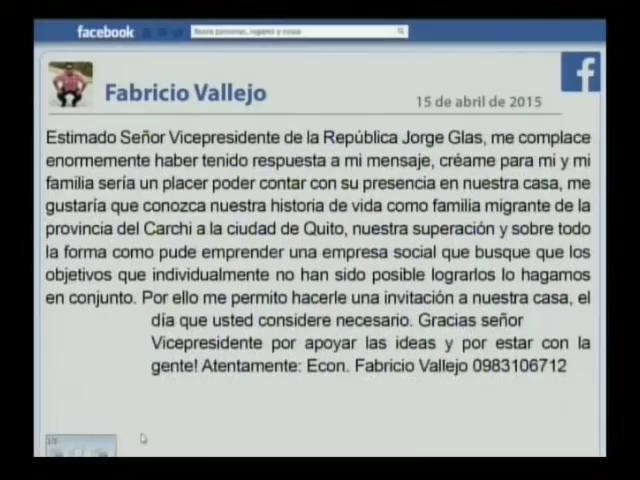 facebook
Fabricio Vallejo
15 de abril de 2015
Estimado Señor Vicepresidente de la República Jorge Glas, me complace
enormemente haber tenido respuesta a mi mensaje, créame para mi y mi
familia sería un placer poder contar con su presencia en nuestra casa, me
gustaría que conozca nuestra historia de vida como familia migrante de la
provincia del Carchi a la ciudad de Quito, nuestra superación y sobre todo
la forma como pude emprender una empresa social que busque que los
objetivos que individualmente no han sido posible lograrlos lo hagamos
en conjunto. Por ello me permito hacerle una invitación a nuestra casa, el
día que usted considere necesario. Gracias señor
Vicepresidente por apoyar las ideas y por estar con la
gente! Atentamente: Econ. Fabricio Vallejo 0983106712